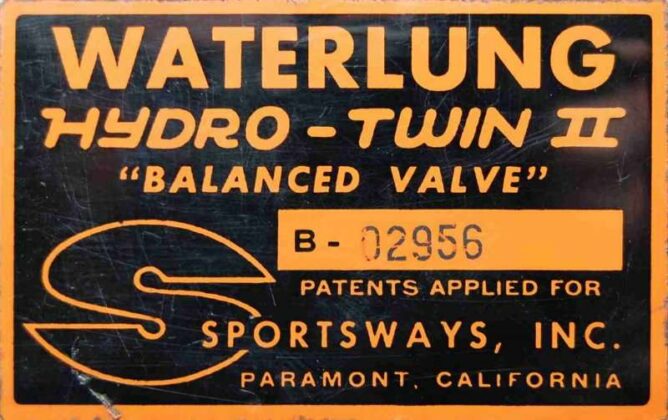 WATERLUNG
HYDRO-TWIN II
"BALANCED VALVE"
B - 02956
PATENTS APPLIED FOR
SPORTSWAYS, INC.
PARAMONT, CALIFORNIA